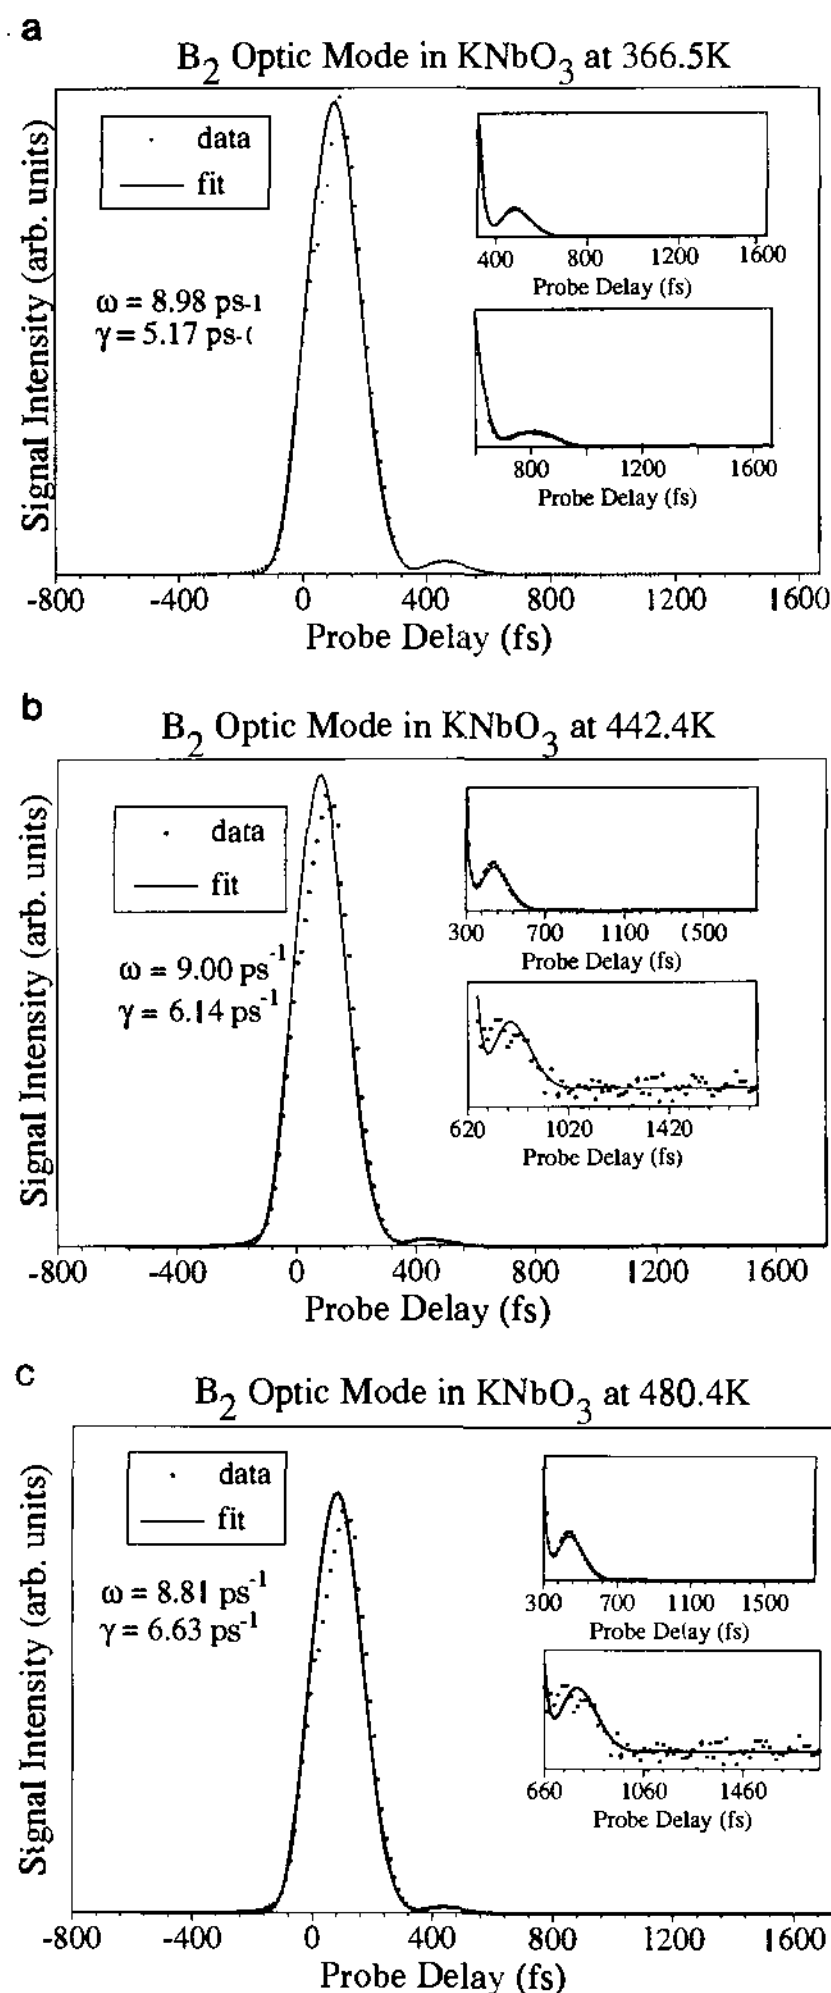 a
B2 Optic Mode in KNbO3 at 366.5K
Signal Intensity (arb. units)
data
fit
ω = 8.98 ps-1
γ = 5.17 ps-(
400 800 1200 1600
Probe Delay (fs)
800 1200 1600
Probe Delay (fs)
-800 -400 0 400 800 1200 1600
Probe Delay (fs)
b
B2 Optic Mode in KNbO3 at 442.4K
Signal Intensity (arb. units)
data
fit
ω = 9.00 ps-1
γ = 6.14 ps-1
300 700 1100 (500
Probe Delay (fs)
620 1020 1420
Probe Delay (fs)
-800 -400 0 400 800 1200 1600
Probe Delay (fs)
c
B2 Optic Mode in KNbO3 at 480.4K
Signal Intensity (arb. units)
data
fit
ω = 8.81 ps-1
γ = 6.63 ps-1
300 700 1100 1500
Probe Delay (fs)
660 1060 1460
Probe Delay (fs)
-800 -400 0 400 800 1200 1600
Probe Delay (fs)